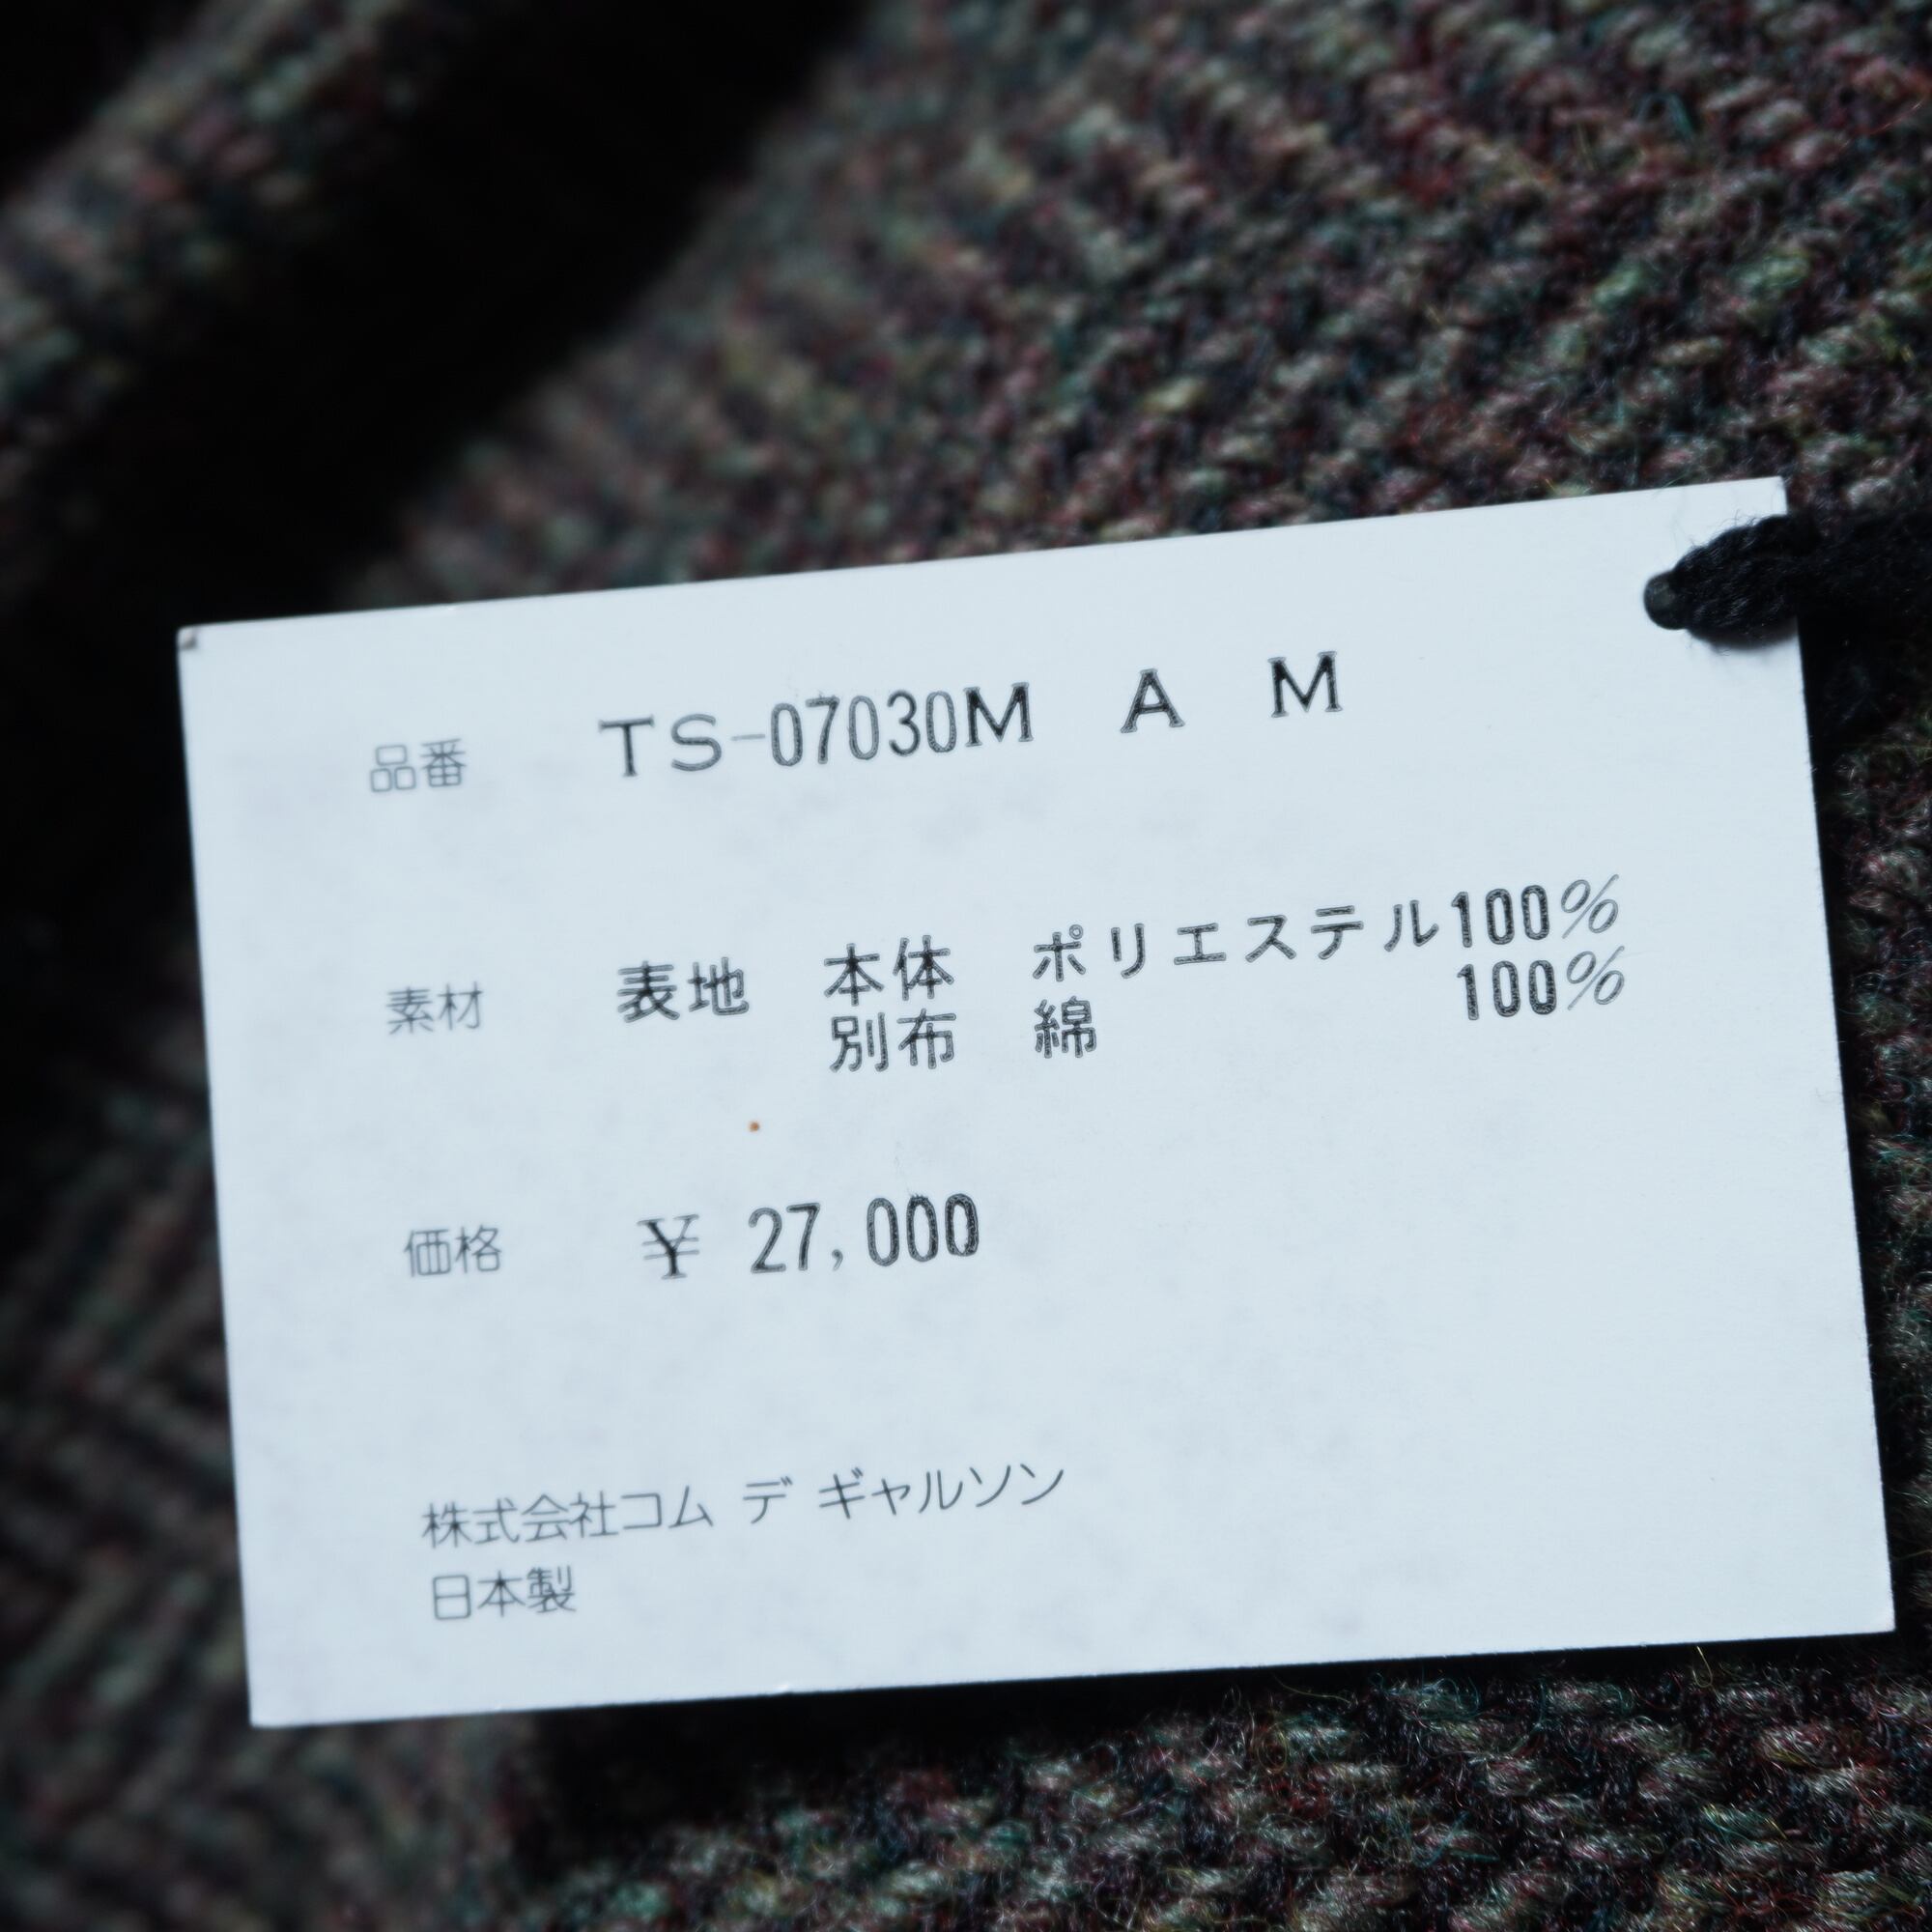 品番 TS-07030M A M
素材 表地 本体 ポリエステル100%
別布 綿 100%
価格 ¥ 27,000
株式会社コム デ ギャルソン
日本製